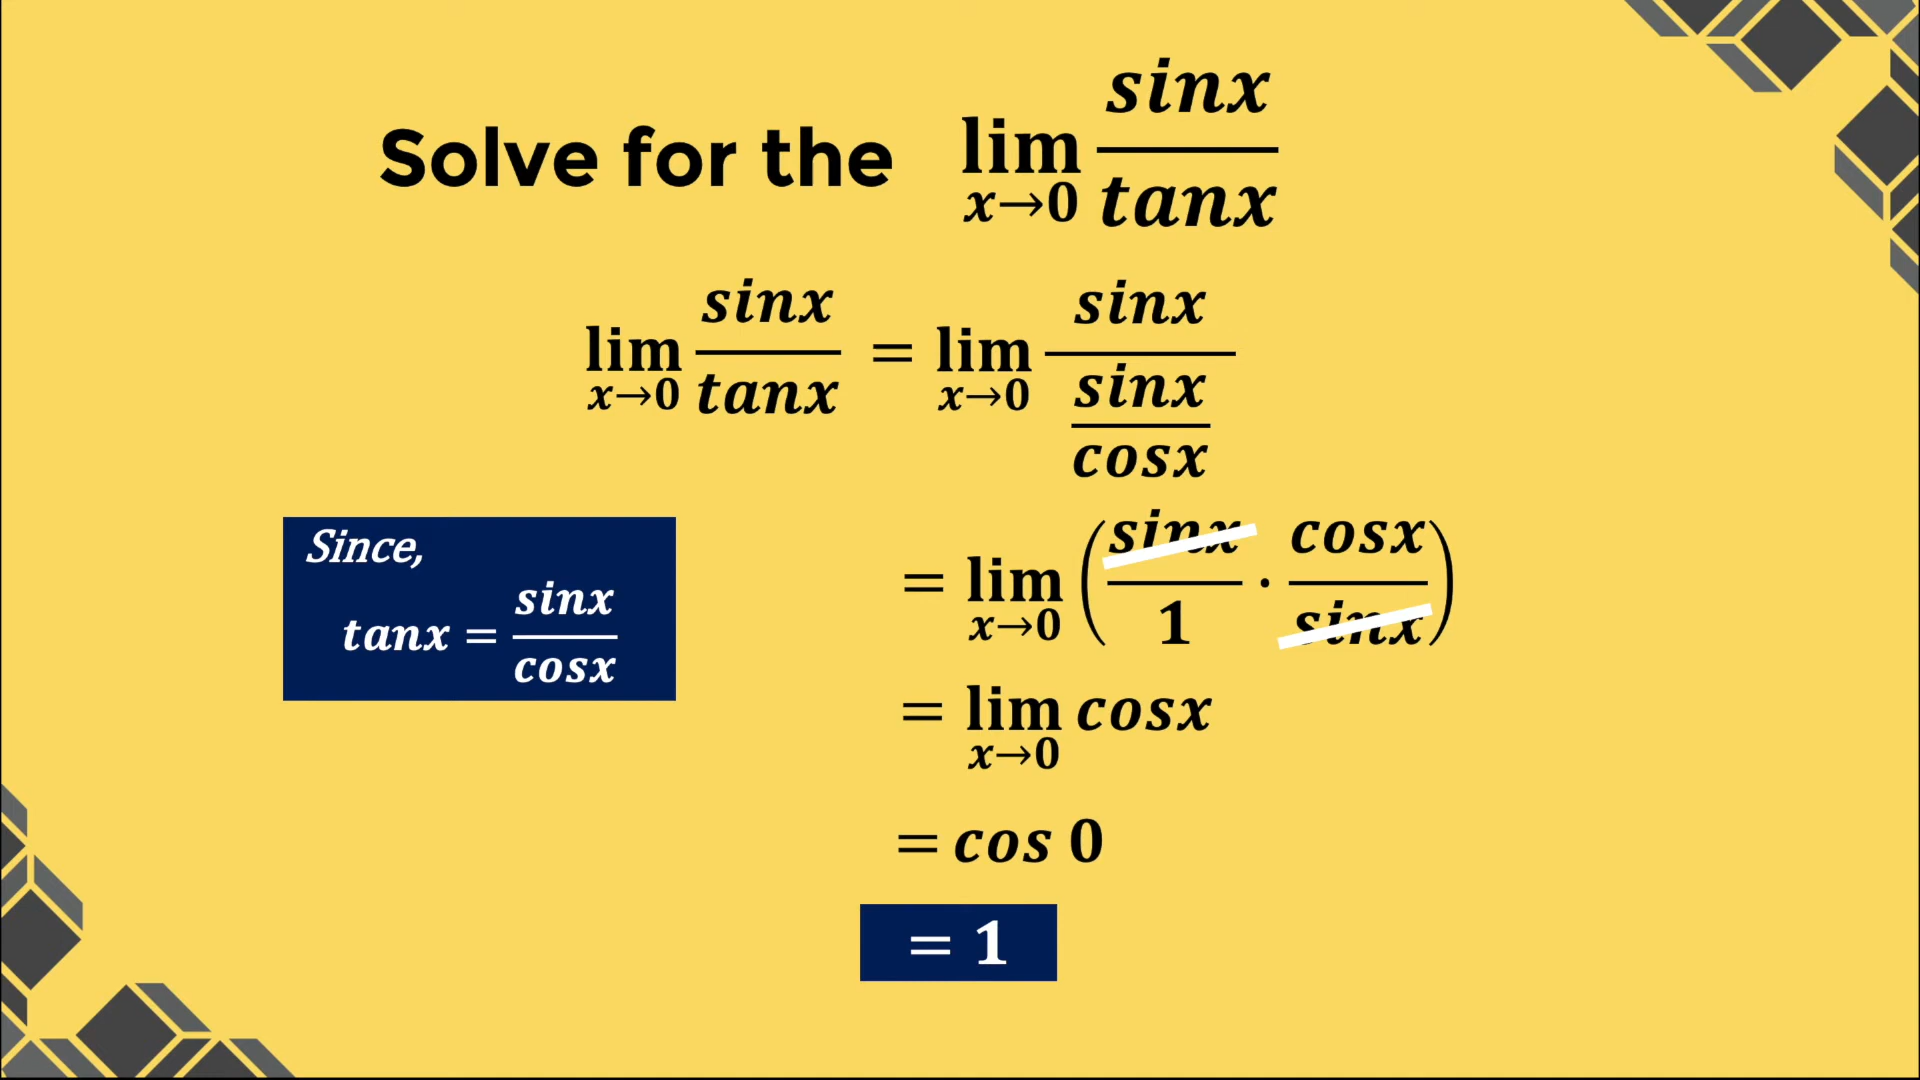 Solve for the lim x→0 sinx/tanx
lim x→0 sinx/tanx = lim x→0 sinx/(sinx/cosx)
Since,
tanx = sinx/cosx
= lim x→0 (sinx/1 · cosx/sinx)
= lim x→0 cosx
= cos 0
= 1